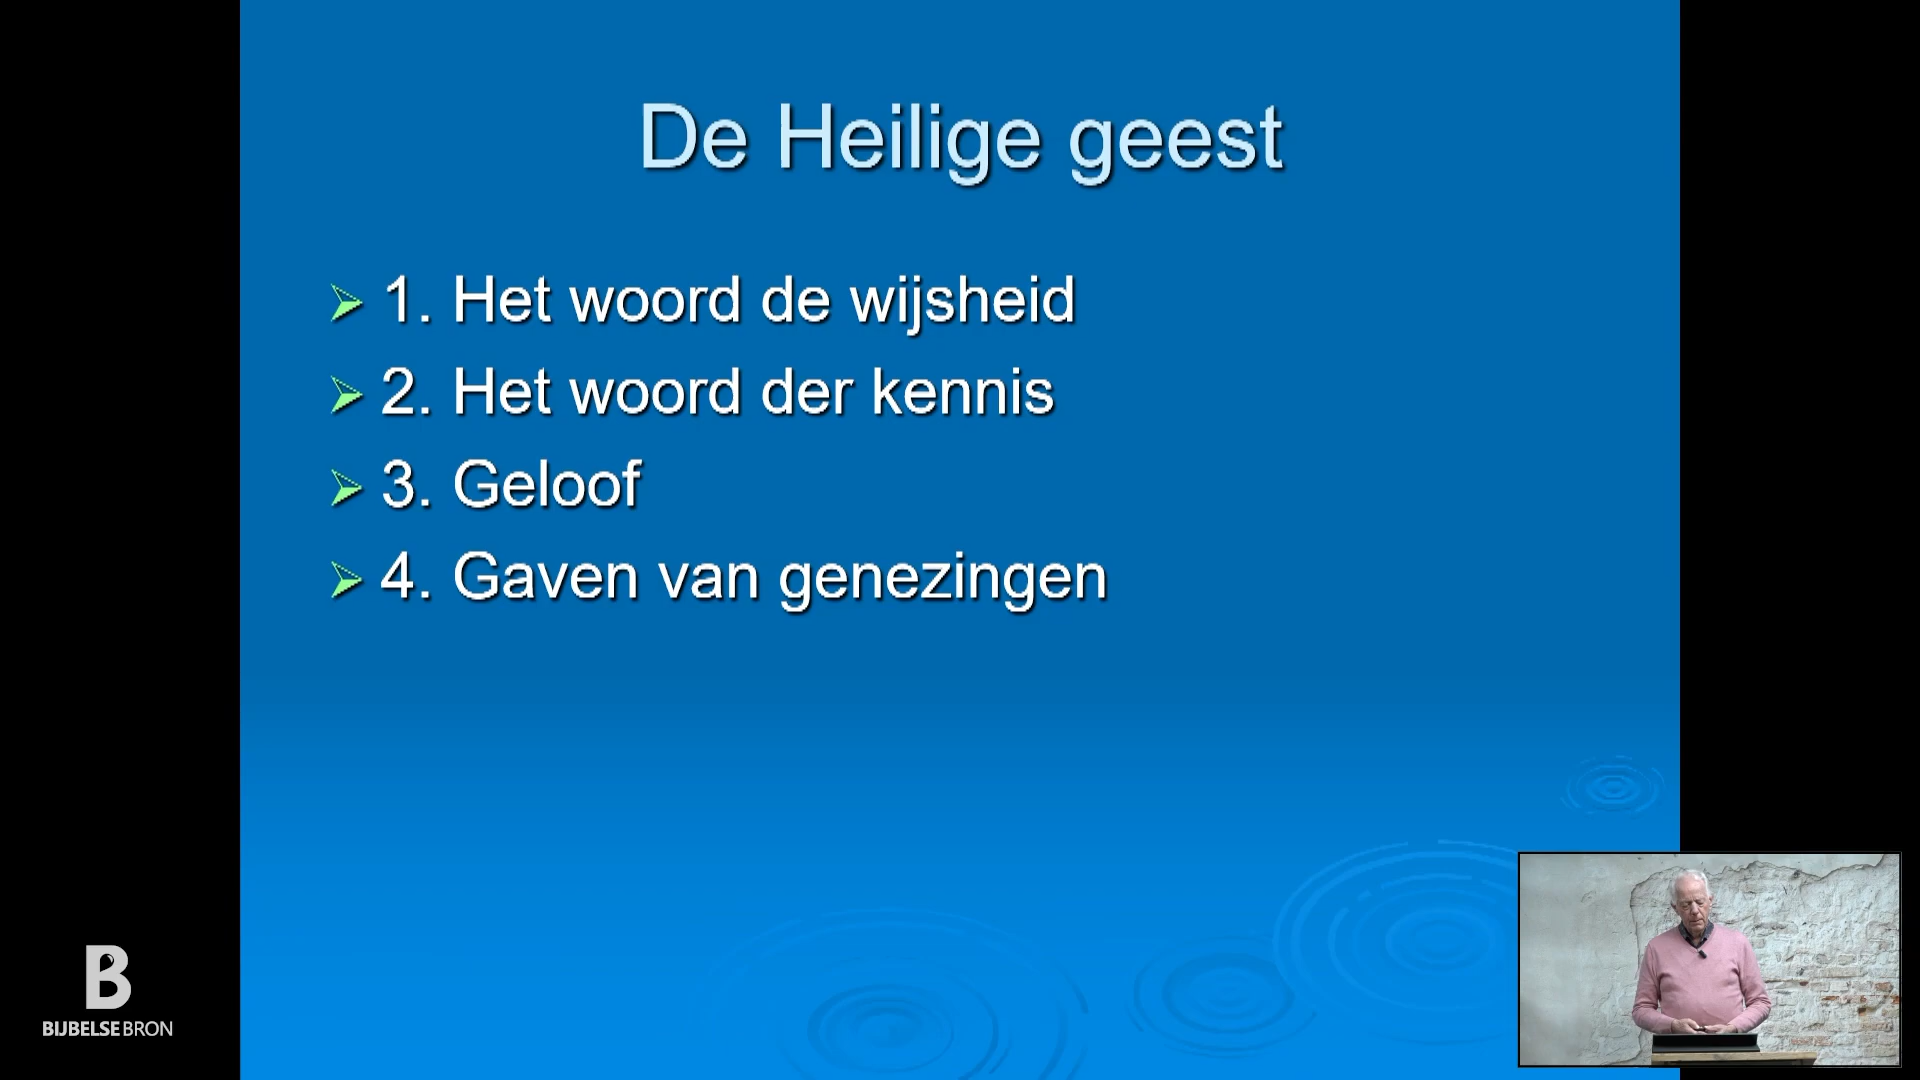 De Heilige geest
1. Het woord de wijsheid
2. Het woord der kennis
3. Geloof
4. Gaven van genezingen
B
BIJBELSE BRON